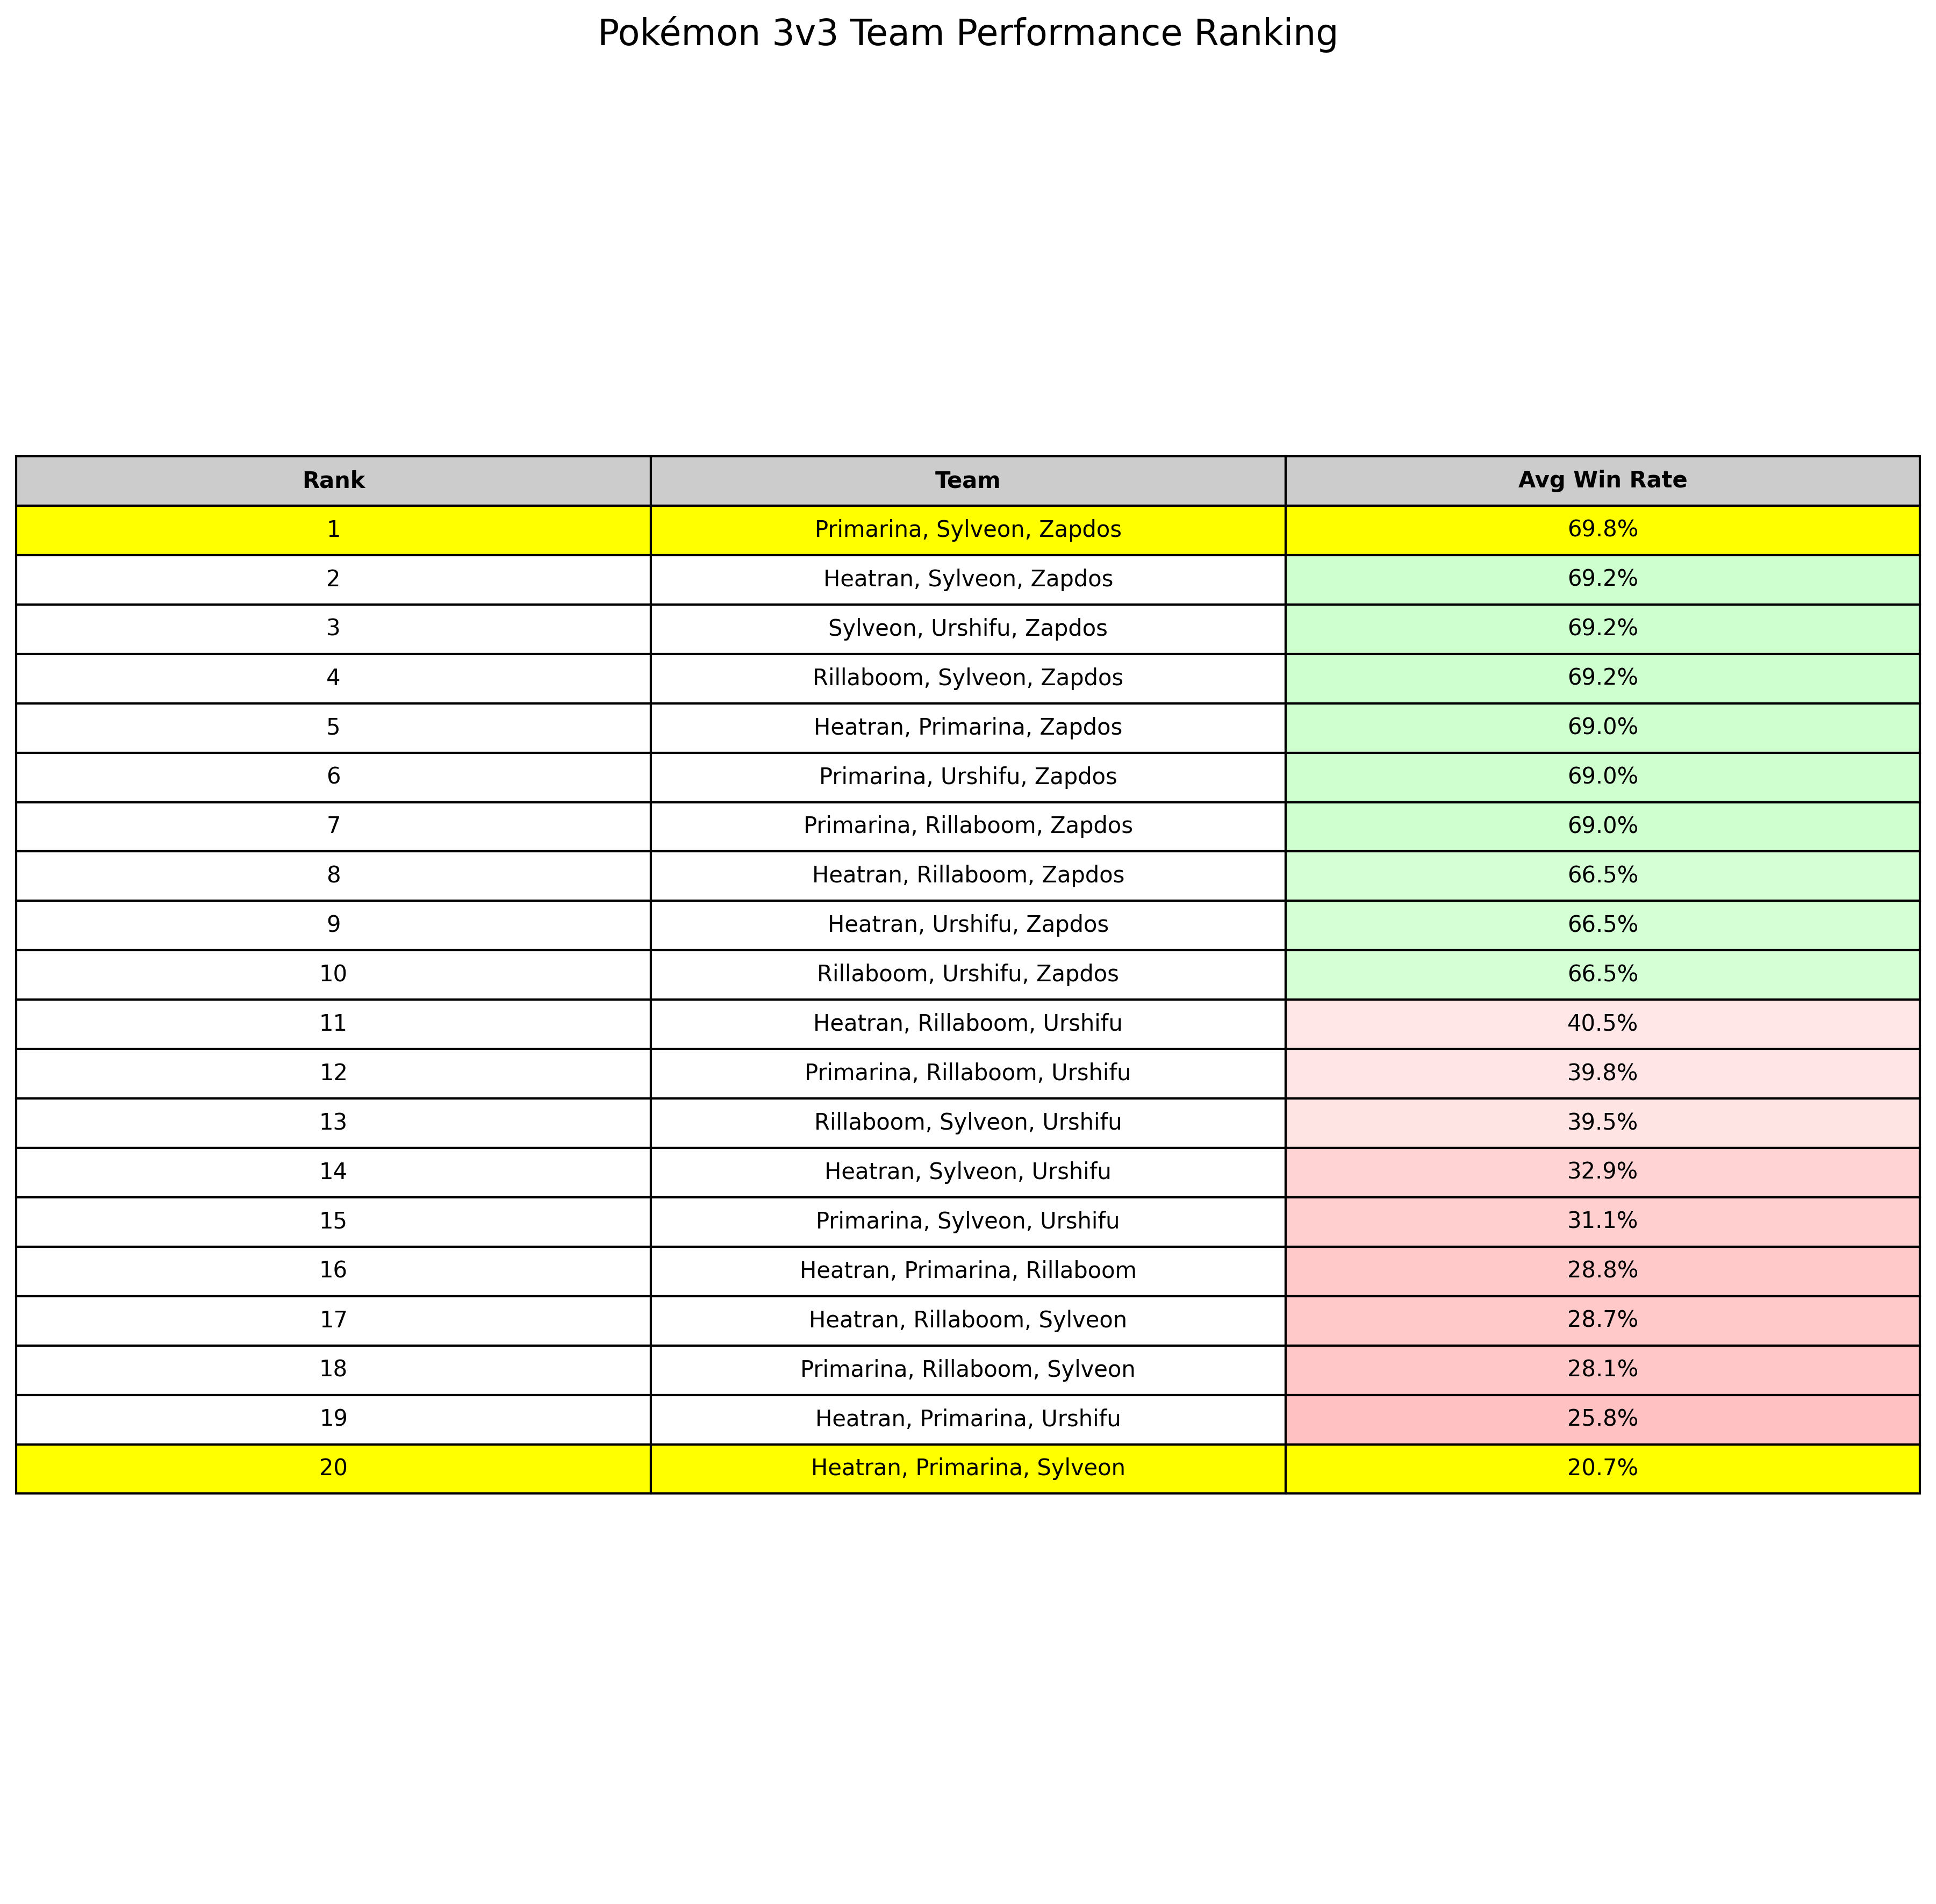 Pokémon 3v3 Team Performance Ranking
Rank Team Avg Win Rate
1 Primarina, Sylveon, Zapdos 69.8%
2 Heatran, Sylveon, Zapdos 69.2%
3 Sylveon, Urshifu, Zapdos 69.2%
4 Rillaboom, Sylveon, Zapdos 69.2%
5 Heatran, Primarina, Zapdos 69.0%
6 Primarina, Urshifu, Zapdos 69.0%
7 Primarina, Rillaboom, Zapdos 69.0%
8 Heatran, Rillaboom, Zapdos 66.5%
9 Heatran, Urshifu, Zapdos 66.5%
10 Rillaboom, Urshifu, Zapdos 66.5%
11 Heatran, Rillaboom, Urshifu 40.5%
12 Primarina, Rillaboom, Urshifu 39.8%
13 Rillaboom, Sylveon, Urshifu 39.5%
14 Heatran, Sylveon, Urshifu 32.9%
15 Primarina, Sylveon, Urshifu 31.1%
16 Heatran, Primarina, Rillaboom 28.8%
17 Heatran, Rillaboom, Sylveon 28.7%
18 Primarina, Rillaboom, Sylveon 28.1%
19 Heatran, Primarina, Urshifu 25.8%
20 Heatran, Primarina, Sylveon 20.7%